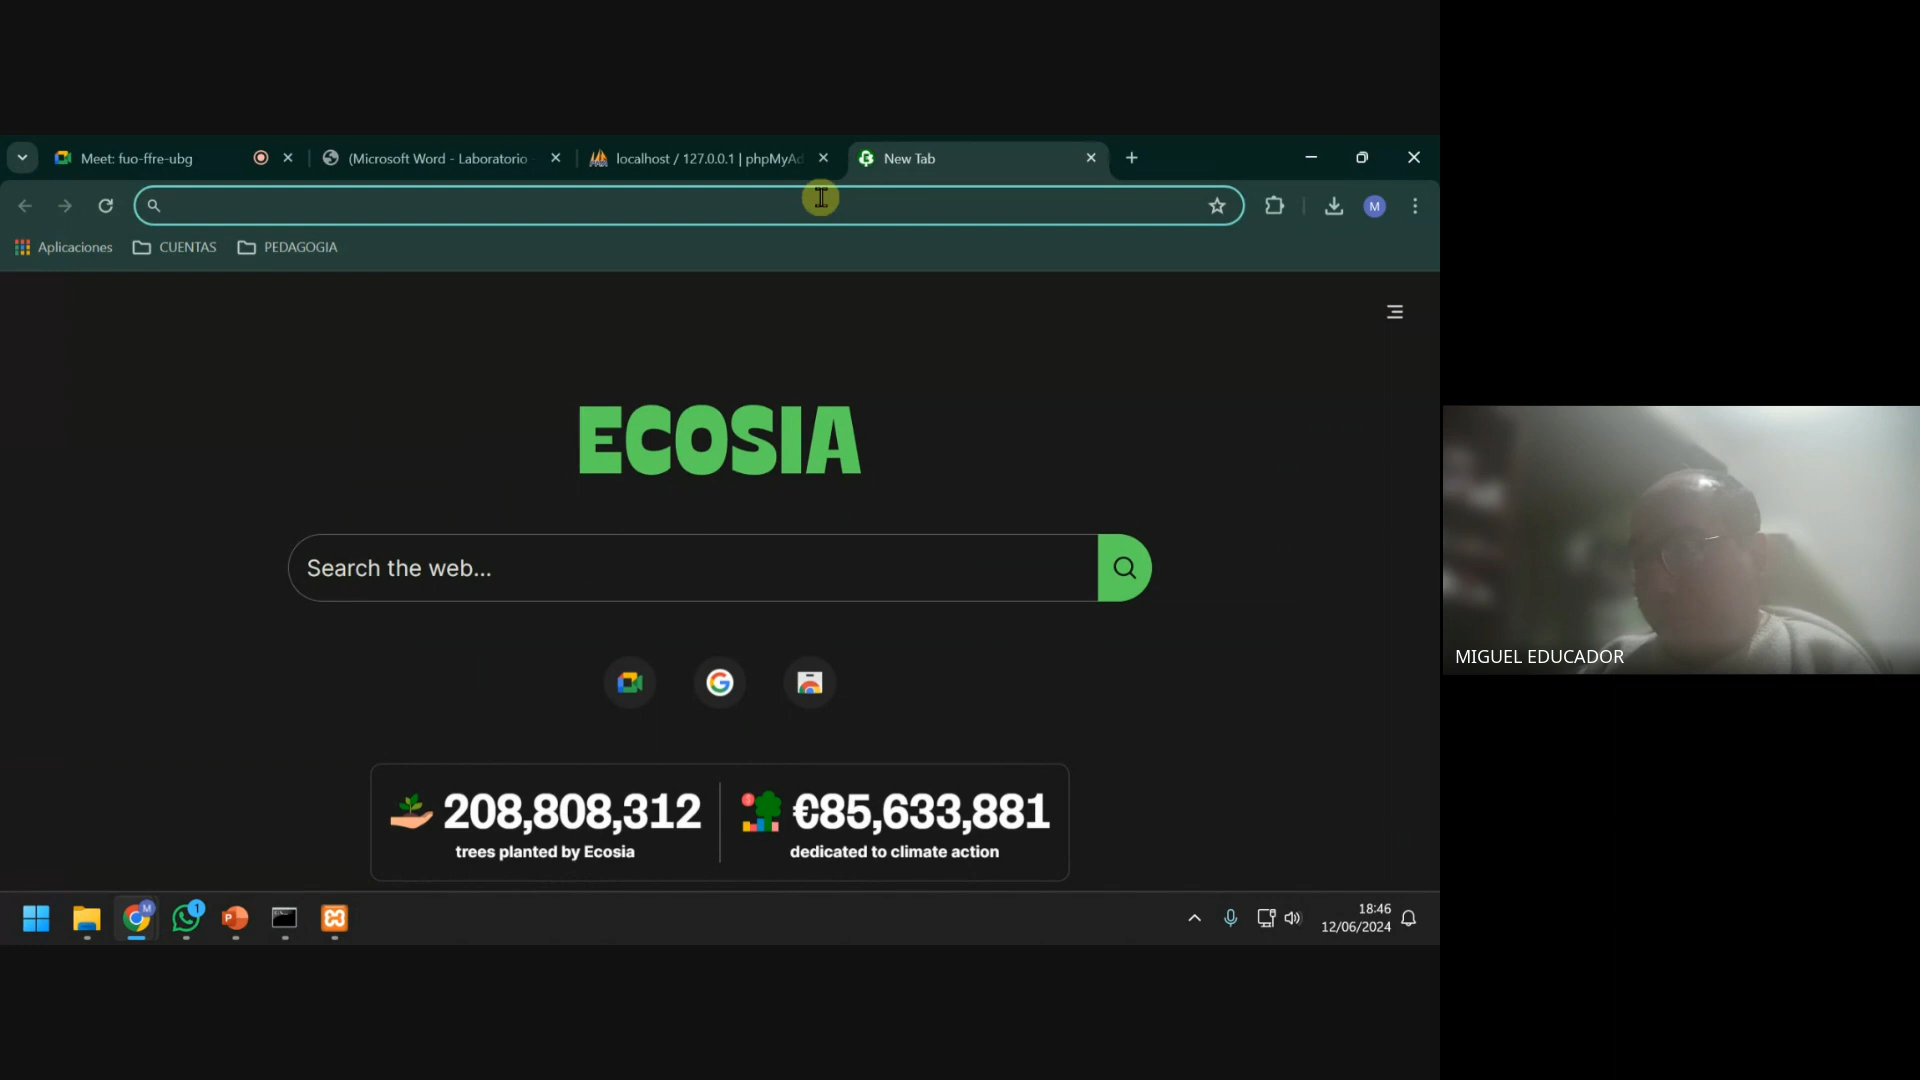 Meet: fuo-ffre-ubg
(Microsoft Word - Laboratorio
localhost / 127.0.0.1 | phpMyAd
New Tab
M
Aplicaciones
CUENTAS
PEDAGOGIA
ECOSIA
Search the web...
208,808,312
trees planted by Ecosia
€85,633,881
dedicated to climate action
MIGUEL EDUCADOR
M
1
P
18:46
12/06/2024